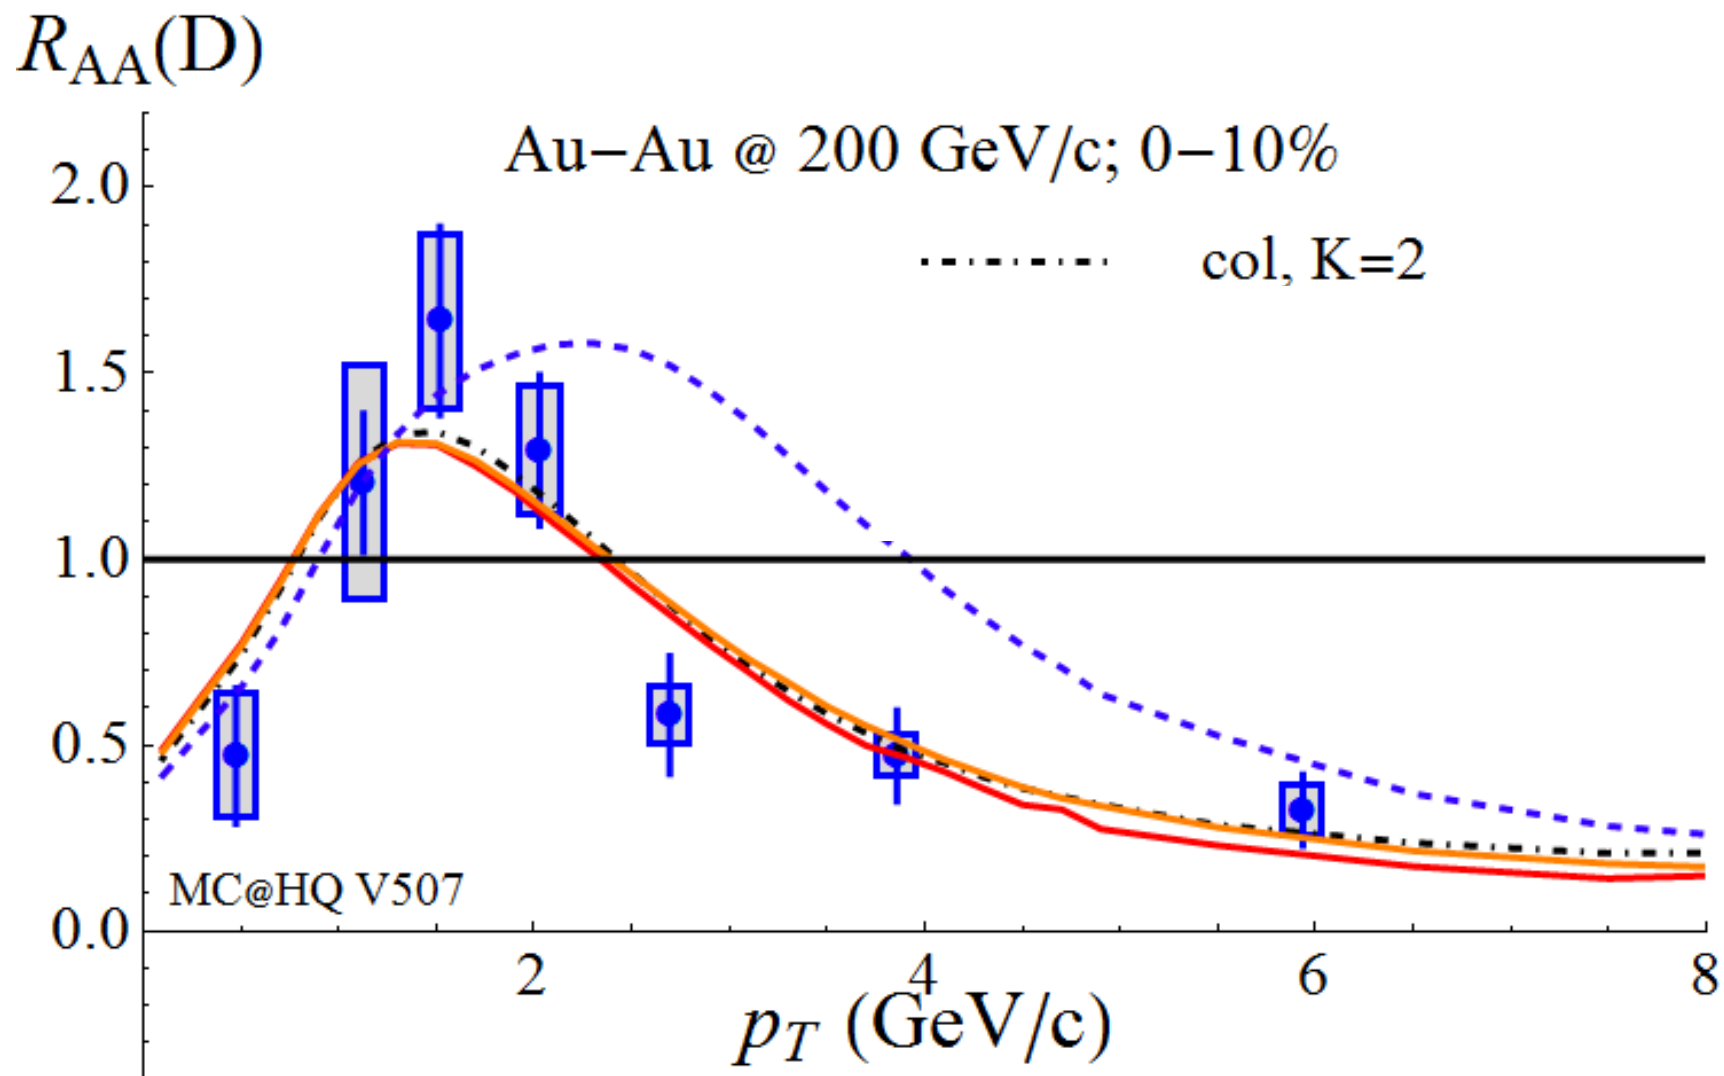 R_AA(D)
Au–Au @ 200 GeV/c; 0–10%
col, K=2
2.0
1.5
1.0
0.5
0.0
MC@HQ V507
2 4 6 8
p_T (GeV/c)